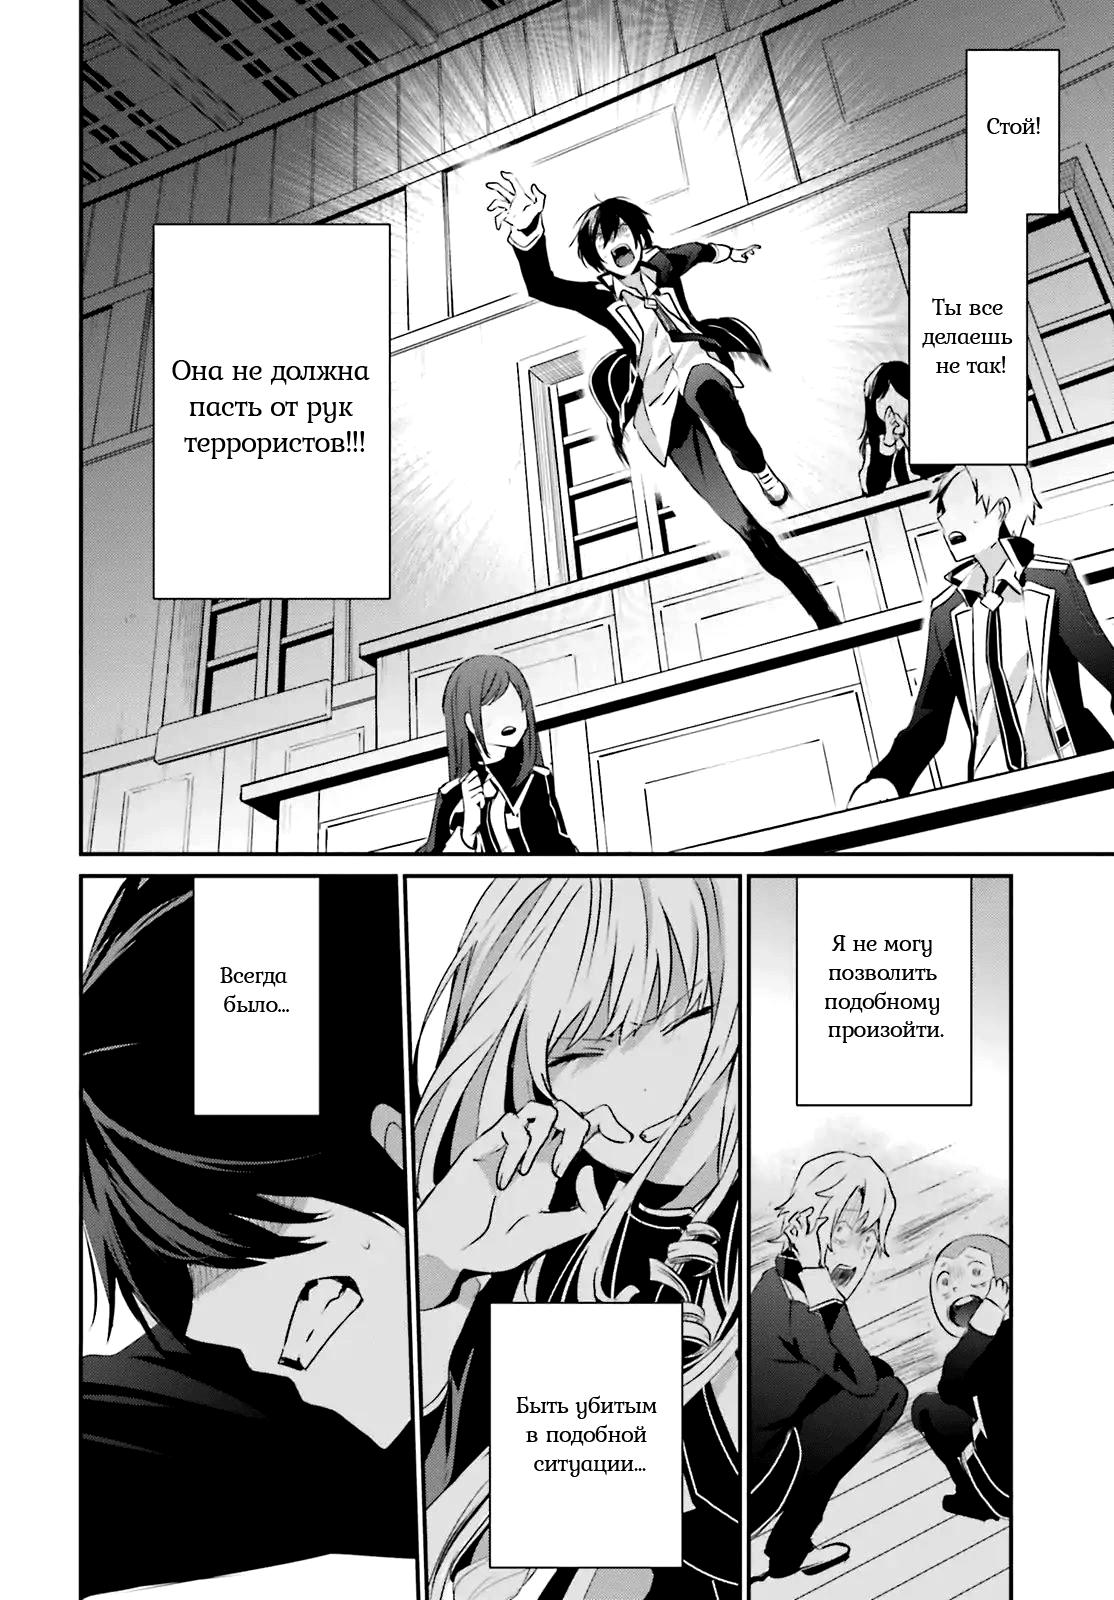 Стой!
Ты все
делаешь
не так!
Она не должна
пасть от рук
террористов!!!
Я не могу
позволить
подобному
произойти.
Быть убитым
в подобной
ситуации...
Всегда
было...